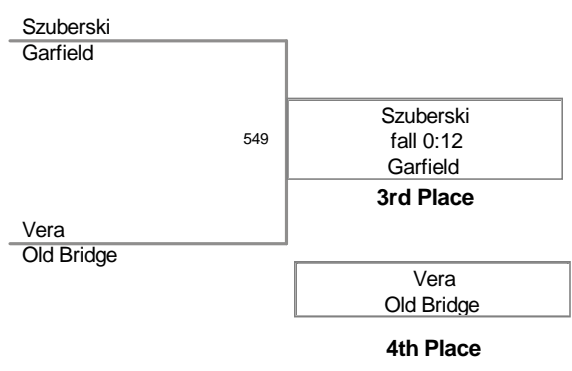 Szuberski
Garfield
549
Szuberski
fall 0:12
Garfield
3rd Place
Vera
Old Bridge
Vera
Old Bridge
4th Place